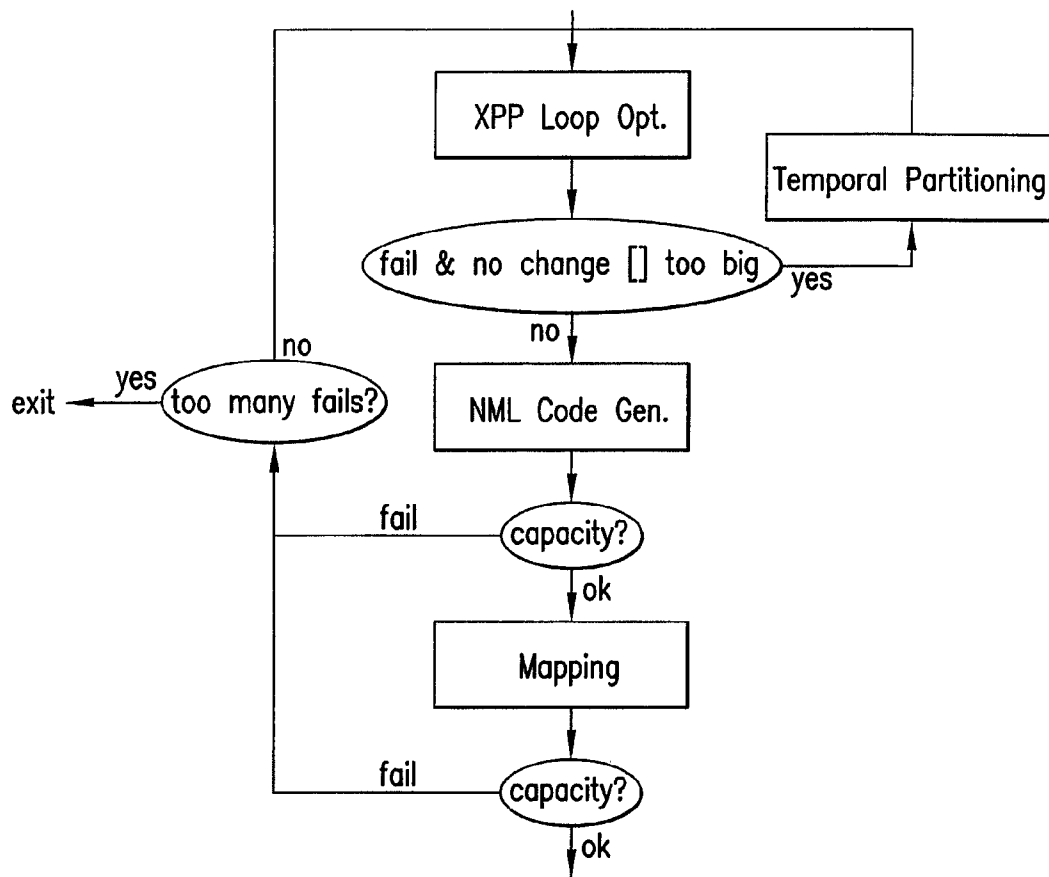 XPP Loop Opt.
Temporal Partitioning
fail & no change [] too big
yes
no
no
yes
exit
too many fails?
NML Code Gen.
fail
capacity?
ok
Mapping
fail
capacity?
ok